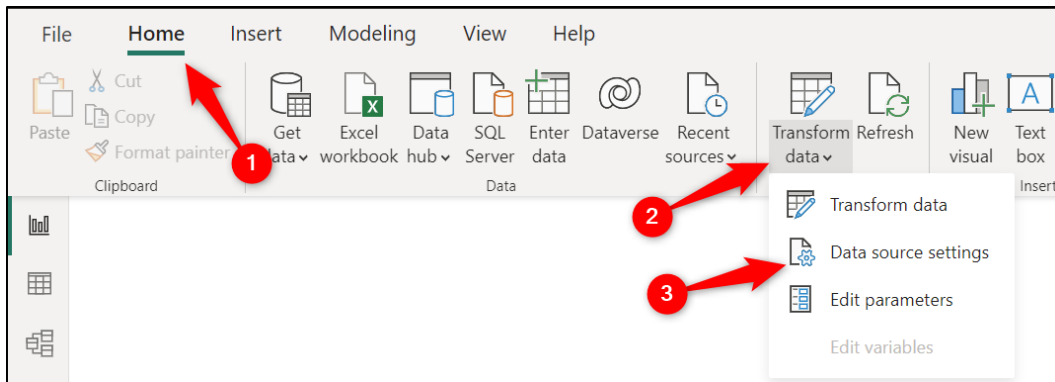 File Home Insert Modeling View Help
Cut
Copy
Format painter
Paste
Clipboard
1
Get
data
Excel
workbook
Data
hub
SQL
Server
Enter
data
Dataverse
Recent
sources
Data
Transform
data
Refresh
New
visual
Text
box
Insert
2
Transform data
Data source settings
3
Edit parameters
Edit variables